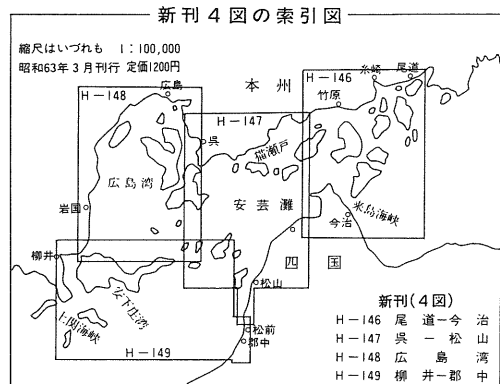 新刊4図の索引図
縮尺はいづれも 1:100,000
昭和63年3月刊行 定価1200円
本州
H-146
糸崎
尾道
竹原
H-148
広島
H-147
呉
猫瀬戸
広島湾
安芸灘
来島海峡
岩国
今治
四国
柳井
松山
安下庄湾
上関海峡
松前
郡中
H-149
新刊(4図)
H-146 尾道-今治
H-147 呉-松山
H-148 広島湾
H-149 柳井-郡中